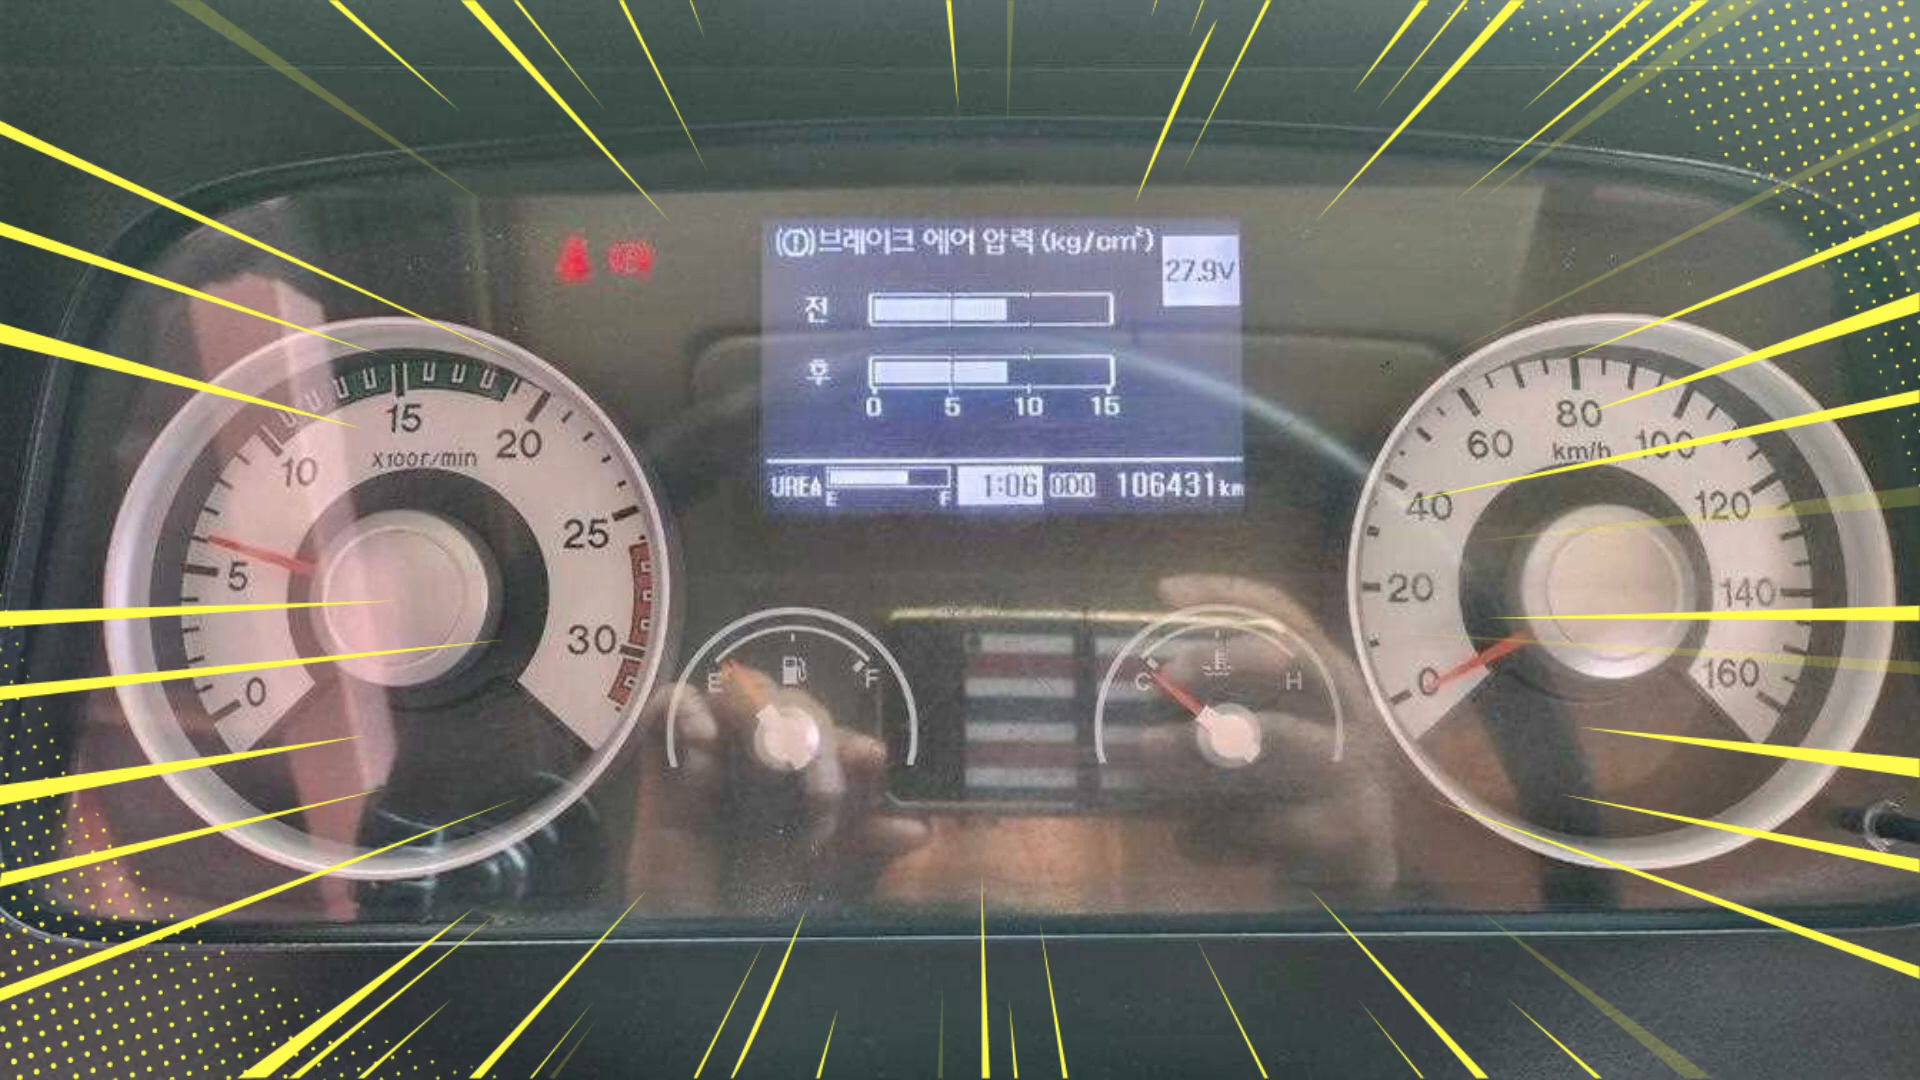 (①)브레이크 에어 압력 (kg/cm²)
27.9V
전
후
0 5 10 15
UREA E F 1:06 ODO 106431km
0 5 10 15 20 25 30
X100r/min
E F
C H
0 20 40 60 80 100 120 140 160
km/h